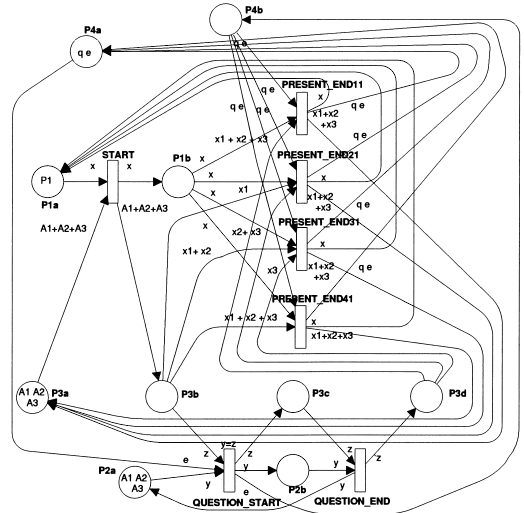 P4b
P4a
q e
q e
PRESENT_END11
x
q e
q e
q e
q e
x1+x2
+x3
x1 + x2 + x3
START
P1b
x
PRESENT_END21
q e
P1
x
x
x
x
P1a
x1
x
x1+x2
+x3
q e
A1+A2+A3
A1+A2+A3
x
x2+ x3
PRESENT_END31
x
x1+ x2
x1+x2
+x3
q e
x3
PRESENT_END41
x1 + x2 + x3
x
x1+x2+x3
A1 A2
A3
P3a
P3b
P3c
P3d
y=z
z
z
z
z
P2a
e
y
y
y
A1 A2
A3
y
e
P2b
y
QUESTION_START
QUESTION_END